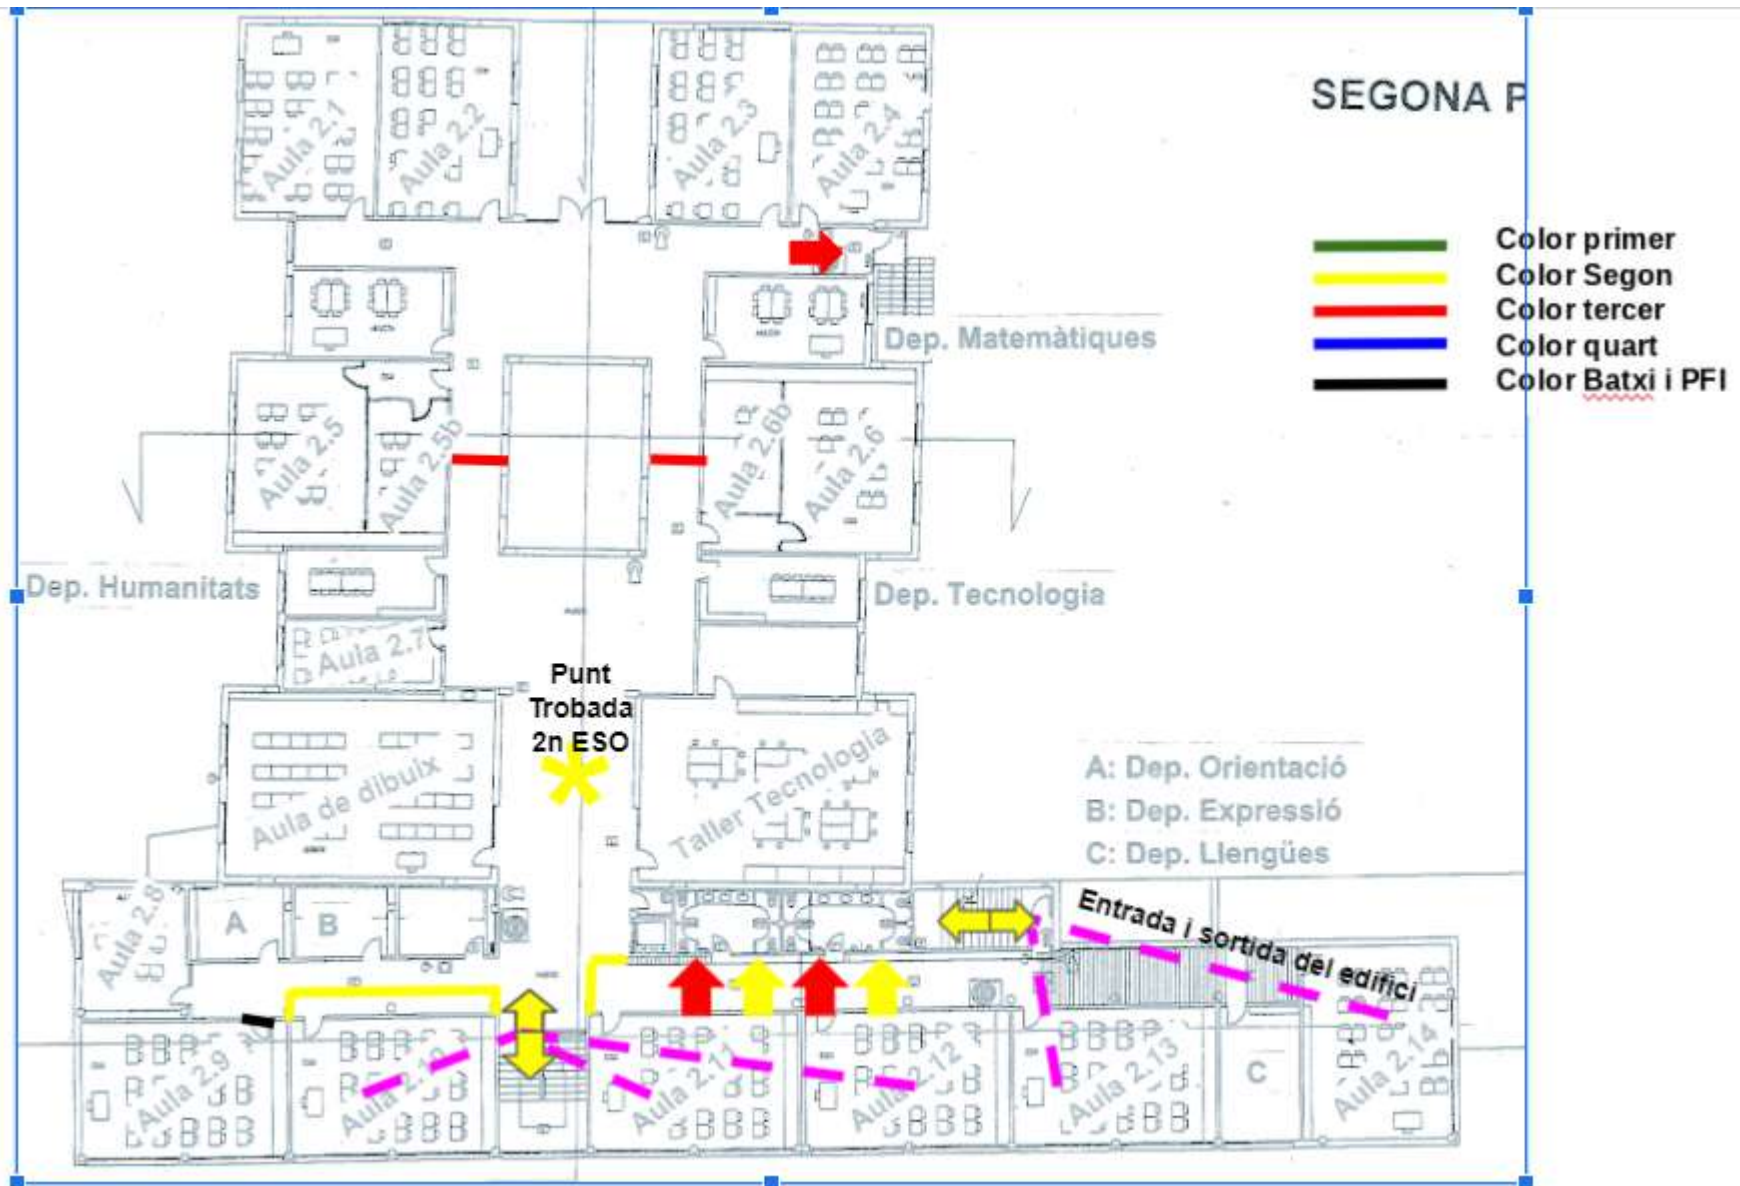 SEGONA P
Aula 2.1
Aula 2.2
Aula 2.3
Aula 2.4
Color primer
Color Segon
Color tercer
Color quart
Color Batxi i PFI
Dep. Matemàtiques
Aula 2.5
Aula 2.5b
Aula 2.6b
Aula 2.6
Dep. Humanitats
Dep. Tecnologia
Aula 2.7
Punt
Trobada
2n ESO
Aula de dibuix
Taller Tecnologia
A: Dep. Orientació
B: Dep. Expressió
C: Dep. Llengües
Aula 2.8
A
B
Entrada i sortida del edifici
Aula 2.9
Aula 2.10
Aula 2.11
Aula 2.12
Aula 2.13
C
Aula 2.14